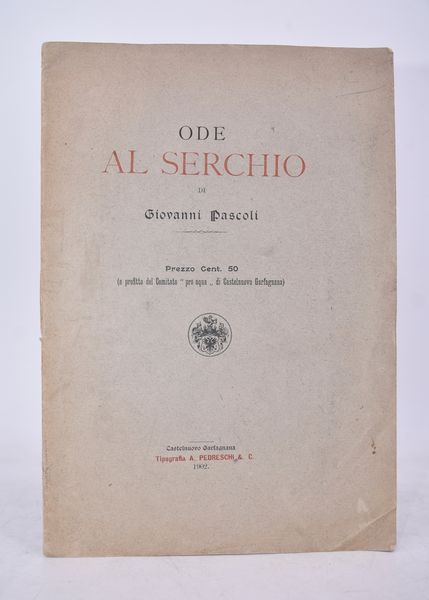 ODE
AL SERCHIO
DI
Giovanni Pascoli
Prezzo Cent. 50
(a profitto del Comitato " pro aqua „ di Castelnuovo Garfagnana)
Castelnuovo Garfagnana
Tipografia A. PEDRESCHI & C.
1902.